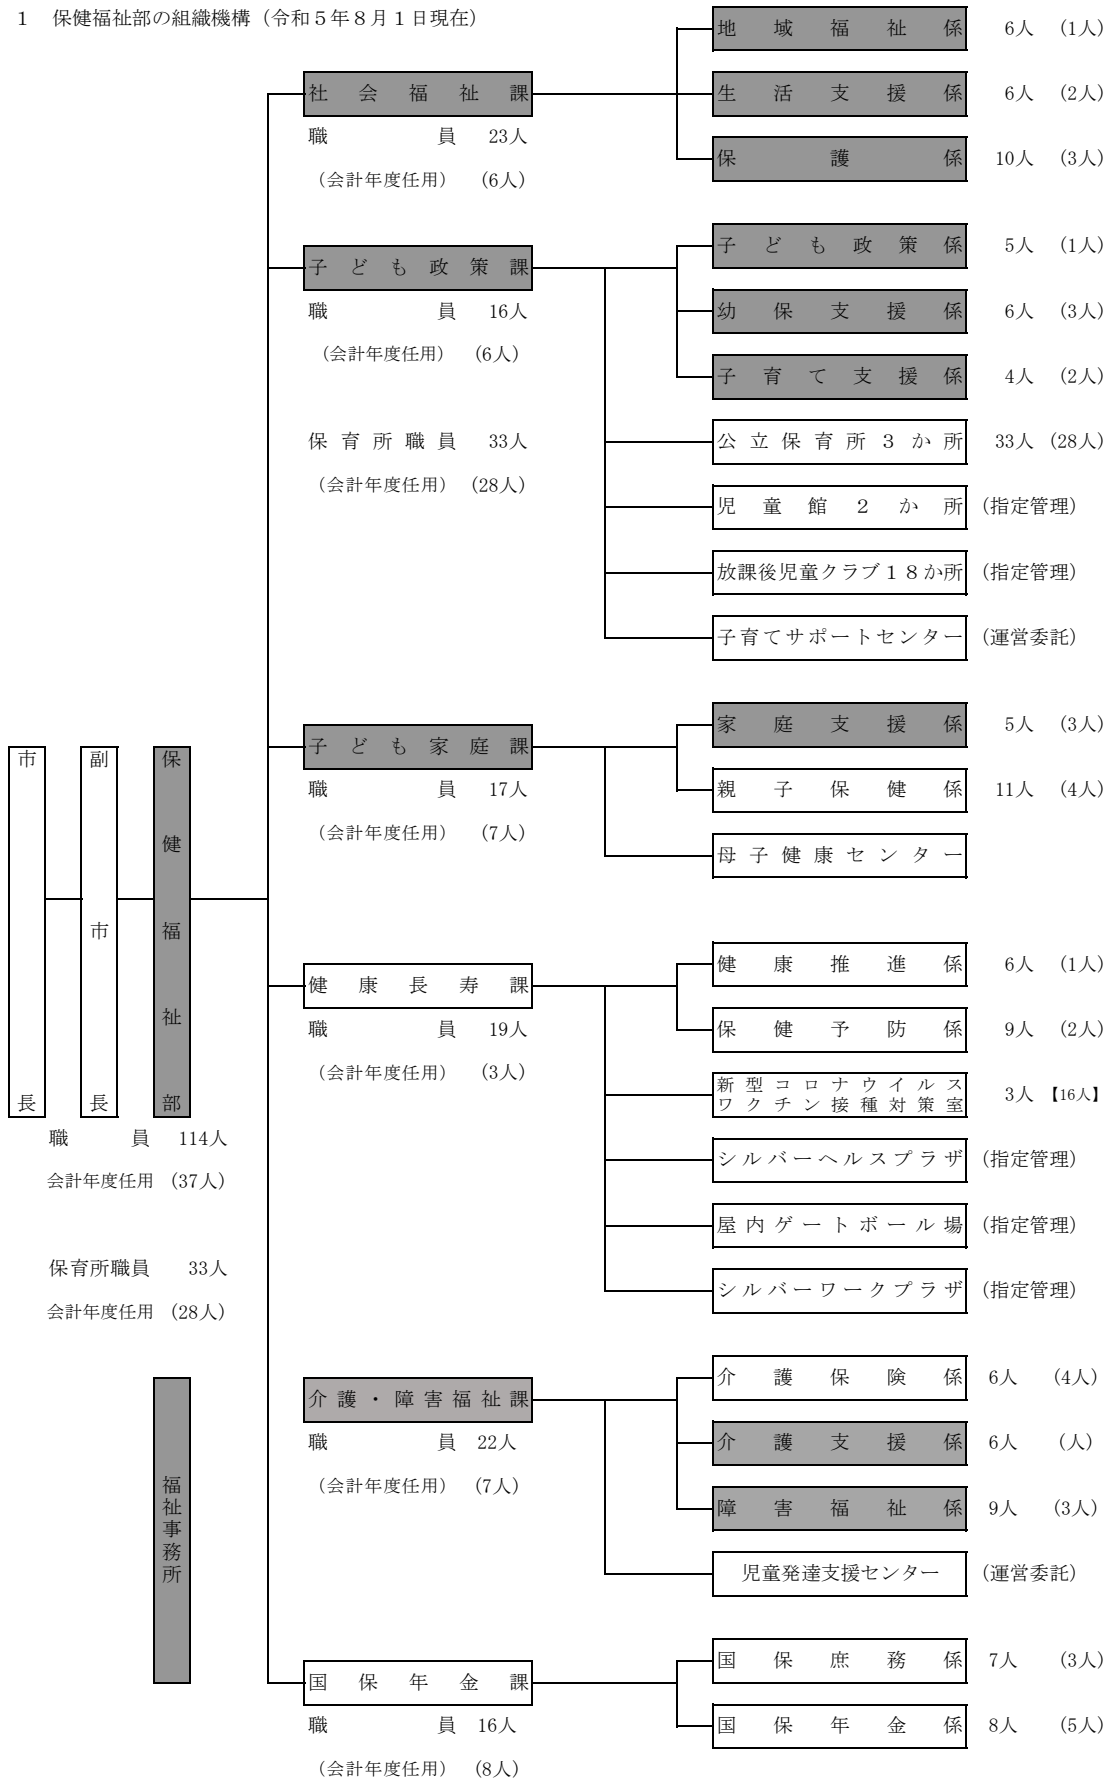 1 保健福祉部の組織機構（令和５年８月１日現在）
市長
副市長
保健福祉部
職員 114人
会計年度任用 (37人)
保育所職員 33人
会計年度任用 (28人)
福祉事務所
社会福祉課
職員 23人
（会計年度任用） (6人)
地域福祉係 6人 (1人)
生活支援係 6人 (2人)
保護係 10人 (3人)
子ども政策課
職員 16人
（会計年度任用） (6人)
保育所職員 33人
（会計年度任用） (28人)
子ども政策係 5人 (1人)
幼保支援係 6人 (3人)
子育て支援係 4人 (2人)
公立保育所３か所 33人 (28人)
児童館２か所 (指定管理)
放課後児童クラブ１８か所 (指定管理)
子育てサポートセンター (運営委託)
子ども家庭課
職員 17人
（会計年度任用） (7人)
家庭支援係 5人 (3人)
親子保健係 11人 (4人)
母子健康センター
健康長寿課
職員 19人
（会計年度任用） (3人)
健康推進係 6人 (1人)
保健予防係 9人 (2人)
新型コロナウイルス
ワクチン接種対策室 3人 【16人】
シルバーヘルスプラザ (指定管理)
屋内ゲートボール場 (指定管理)
シルバーワークプラザ (指定管理)
介護・障害福祉課
職員 22人
（会計年度任用） (7人)
介護保険係 6人 (4人)
介護支援係 6人 (人)
障害福祉係 9人 (3人)
児童発達支援センター (運営委託)
国保年金課
職員 16人
（会計年度任用） (8人)
国保庶務係 7人 (3人)
国保年金係 8人 (5人)